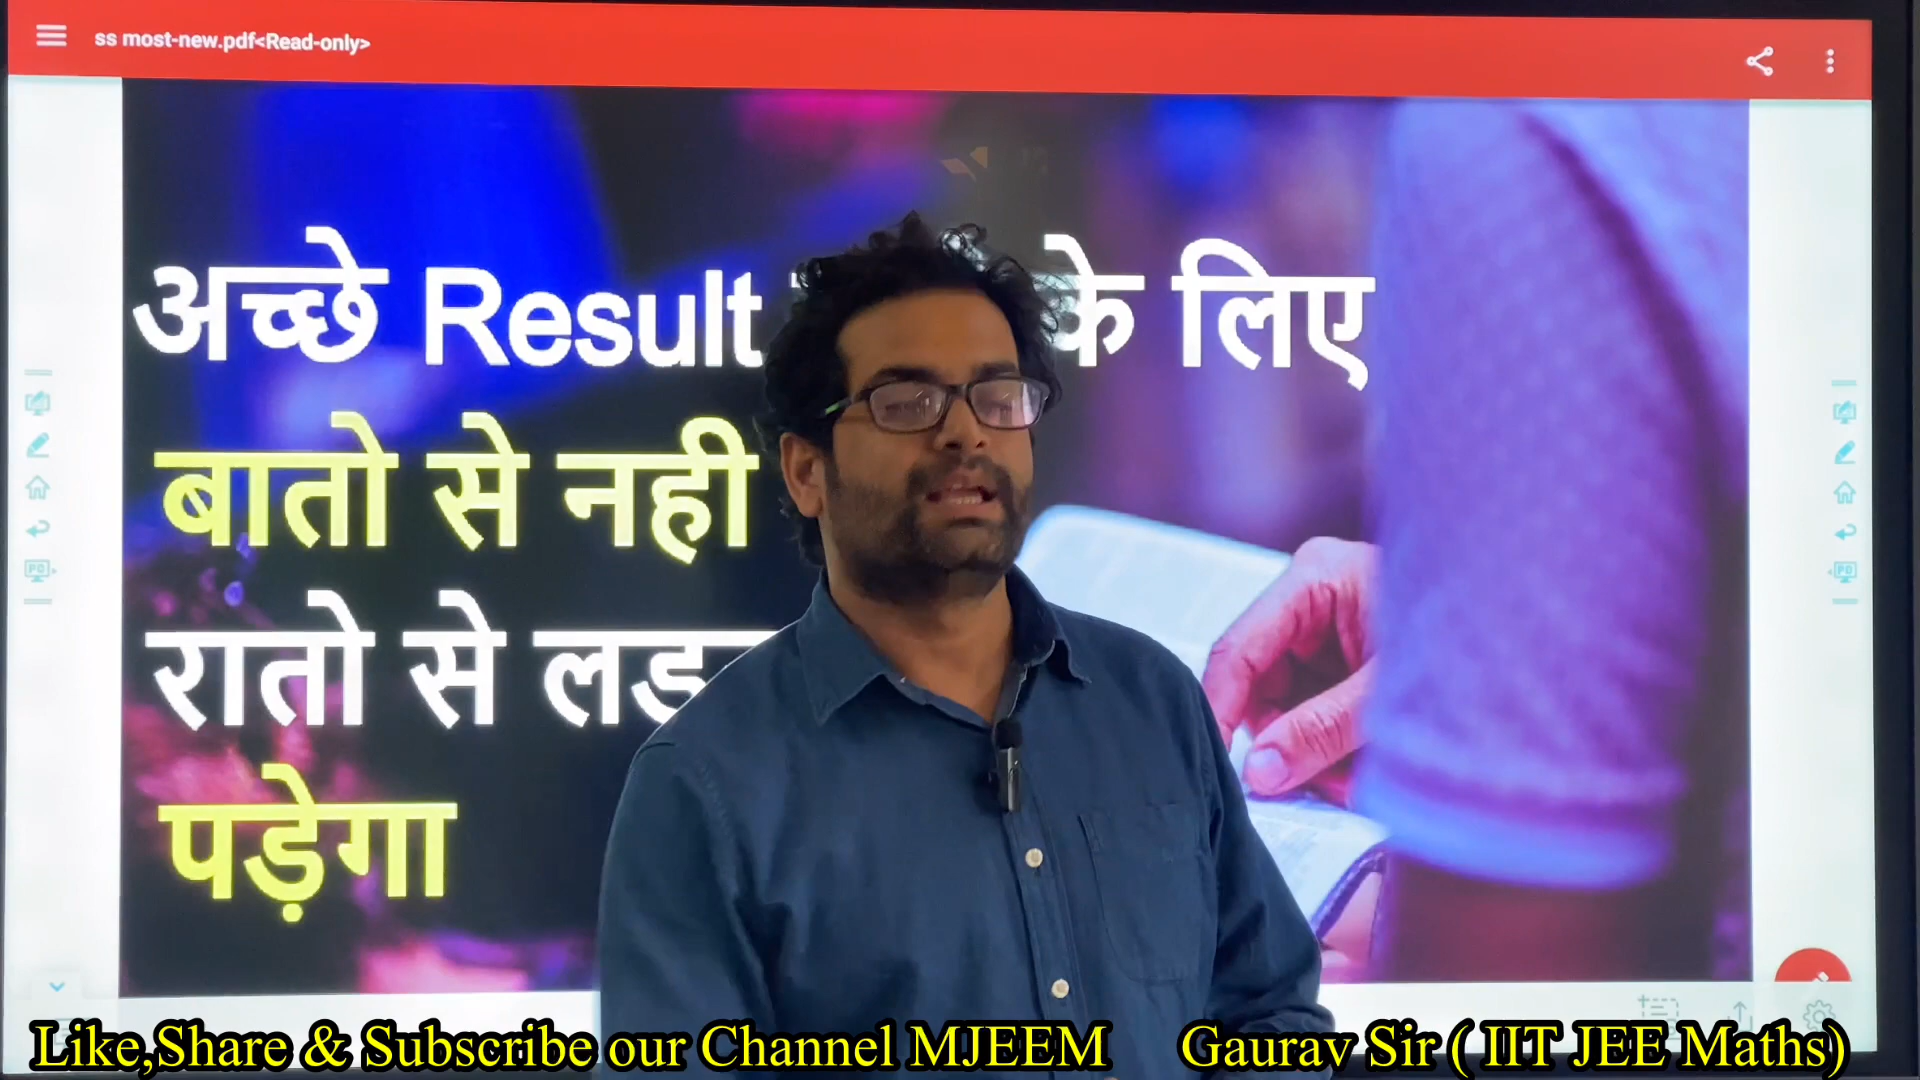 ss most-new.pdf<Read-only>
अच्छे Result के लिए
बातो से नही
रातो से
पड़ेगा
Like,Share & Subscribe our Channel MJEEM Gaurav Sir ( IIT JEE Maths)